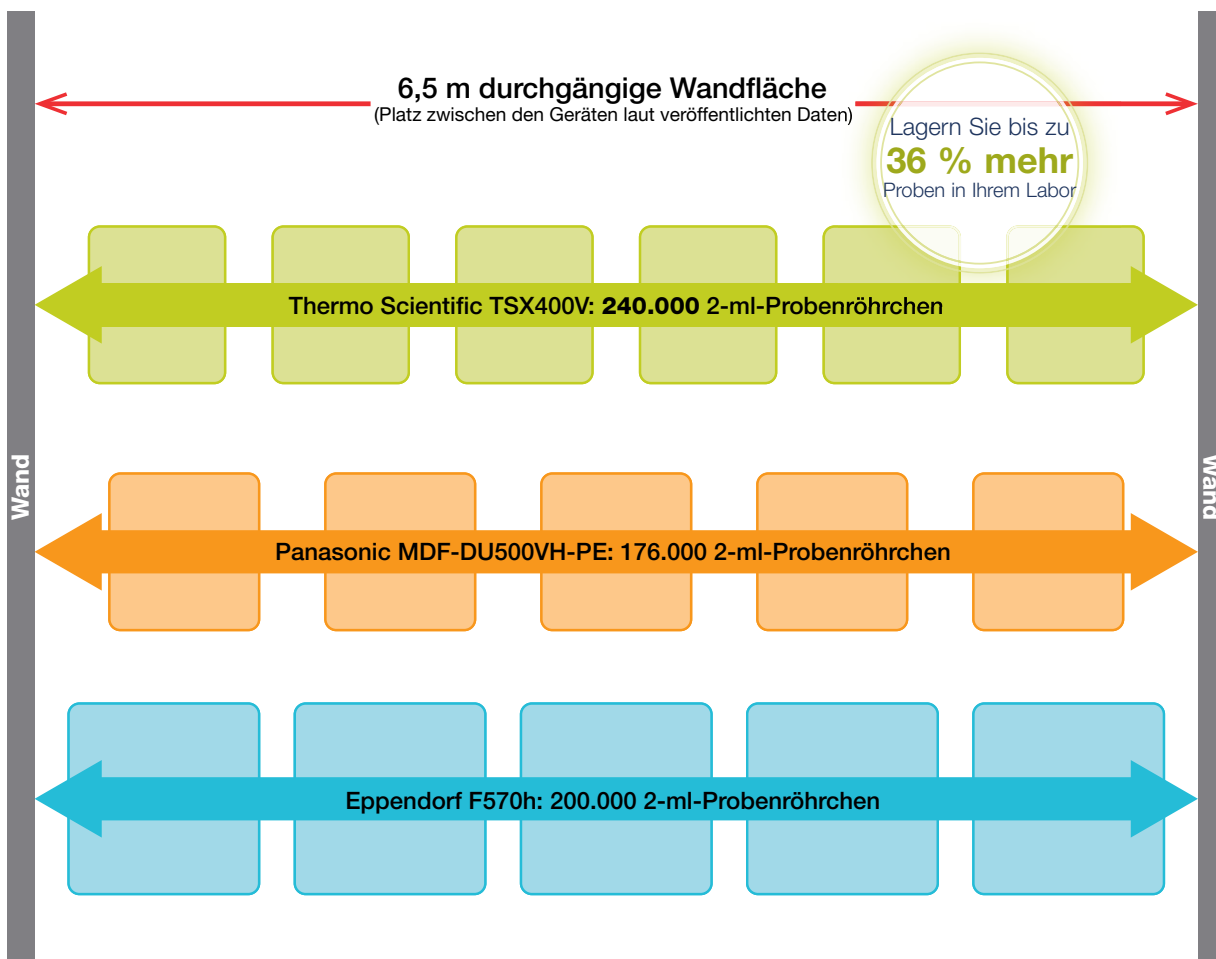 6,5 m durchgängige Wandfläche
(Platz zwischen den Geräten laut veröffentlichten Daten)
Lagern Sie bis zu
36 % mehr
Proben in Ihrem Labor
Thermo Scientific TSX400V: 240.000 2-ml-Probenröhrchen
Wand
Wand
Panasonic MDF-DU500VH-PE: 176.000 2-ml-Probenröhrchen
Eppendorf F570h: 200.000 2-ml-Probenröhrchen